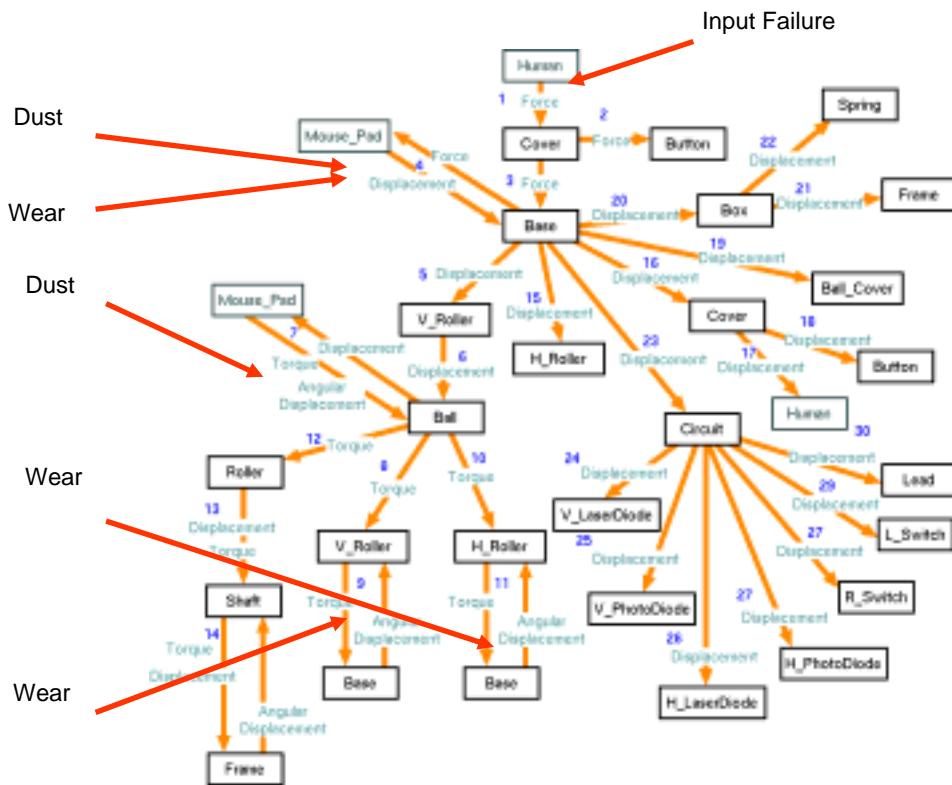 Input Failure
Human
1
Force
2
Spring
Dust
Mouse_Pad
Cover
Force
Button
22
Displacement
4
Force
Displacement
3
Force
20
Displacement
Box
21
Displacement
Frame
Wear
Base
19
16
Displacement
Ball_Cover
5
Displacement
Dust
Mouse_Pad
V_Roller
15
Displacement
Cover
18
Displacement
7
Displacement
Torque
6
Displacement
H_Roller
23
Displacement
17
Displacement
Button
Angular
Displacement
Ball
Human
Circuit
30
12
Torque
8
Torque
10
Torque
24
Displacement
Displacement
Wear
Roller
29
Displacement
Lead
13
Displacement
V_LaserDiode
L_Switch
Torque
V_Roller
H_Roller
25
Displacement
27
Displacement
9
Torque
11
Torque
Shaft
V_PhotoDiode
27
Displacement
R_Switch
14
Torque
Angular
Displacement
Angular
Displacement
26
Displacement
H_PhotoDiode
Displacement
Wear
Base
Base
H_LaserDiode
Angular
Displacement
Frame